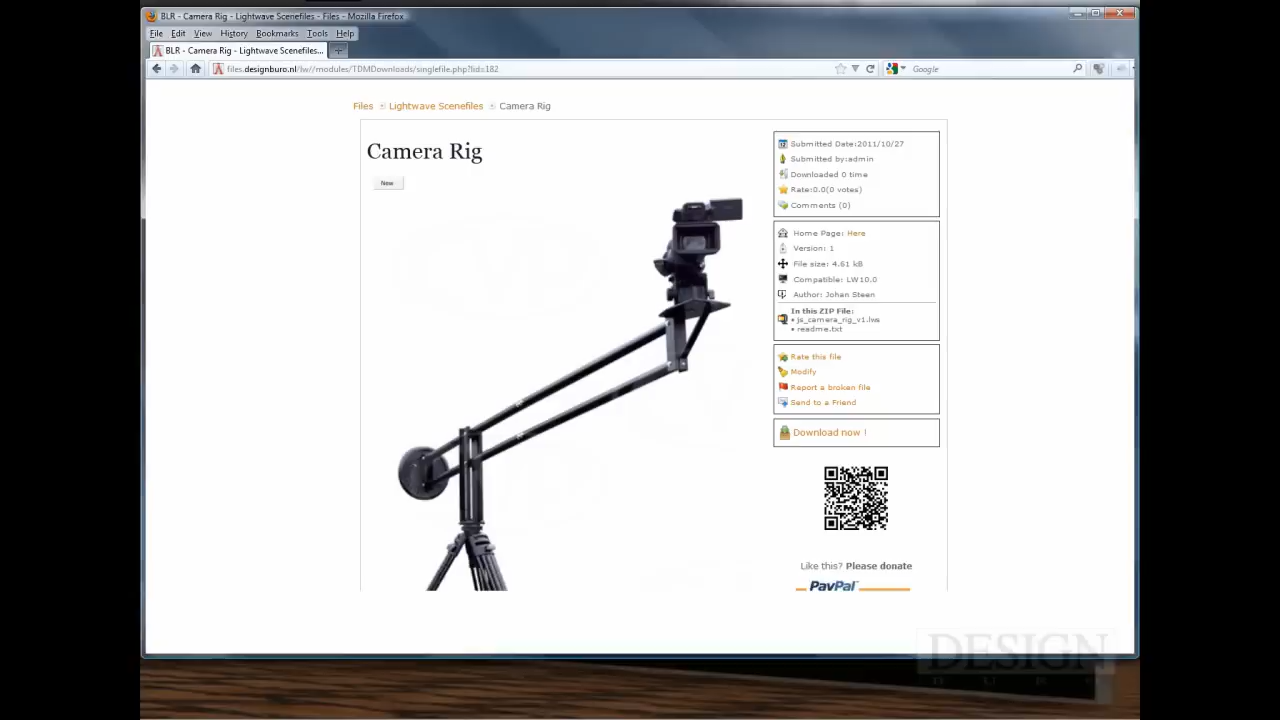 BLR - Camera Rig - Lightwave Scenefiles - Files - Mozilla Firefox
File Edit View History Bookmarks Tools Help
BLR - Camera Rig - Lightwave Scenefiles...
files.designburo.nl/lw//modules/TDMDownloads/singlefile.php?lid=182
Google
Files Lightwave Scenefiles Camera Rig
Camera Rig
New
Submitted Date:2011/10/27
Submitted by:admin
Downloaded 0 time
Rate:0.0(0 votes)
Comments (0)
Home Page: Here
Version: 1
File size: 4.61 kB
Compatible: LW10.0
Author: Johan Steen
In this ZIP File:
• js_camera_rig_v1.lws
• readme.txt
Rate this file
Modify
Report a broken file
Send to a Friend
Download now !
Like this? Please donate
PayPal
DESIGN
BURO